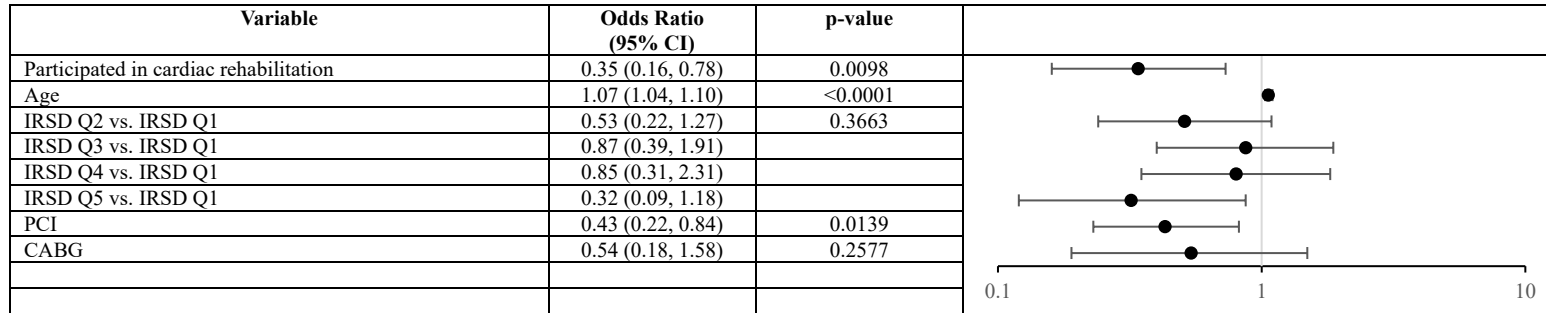 Variable Odds Ratio (95% CI) p-value
Participated in cardiac rehabilitation 0.35 (0.16, 0.78) 0.0098
Age 1.07 (1.04, 1.10) <0.0001
IRSD Q2 vs. IRSD Q1 0.53 (0.22, 1.27) 0.3663
IRSD Q3 vs. IRSD Q1 0.87 (0.39, 1.91)
IRSD Q4 vs. IRSD Q1 0.85 (0.31, 2.31)
IRSD Q5 vs. IRSD Q1 0.32 (0.09, 1.18)
PCI 0.43 (0.22, 0.84) 0.0139
CABG 0.54 (0.18, 1.58) 0.2577
0.1 1 10